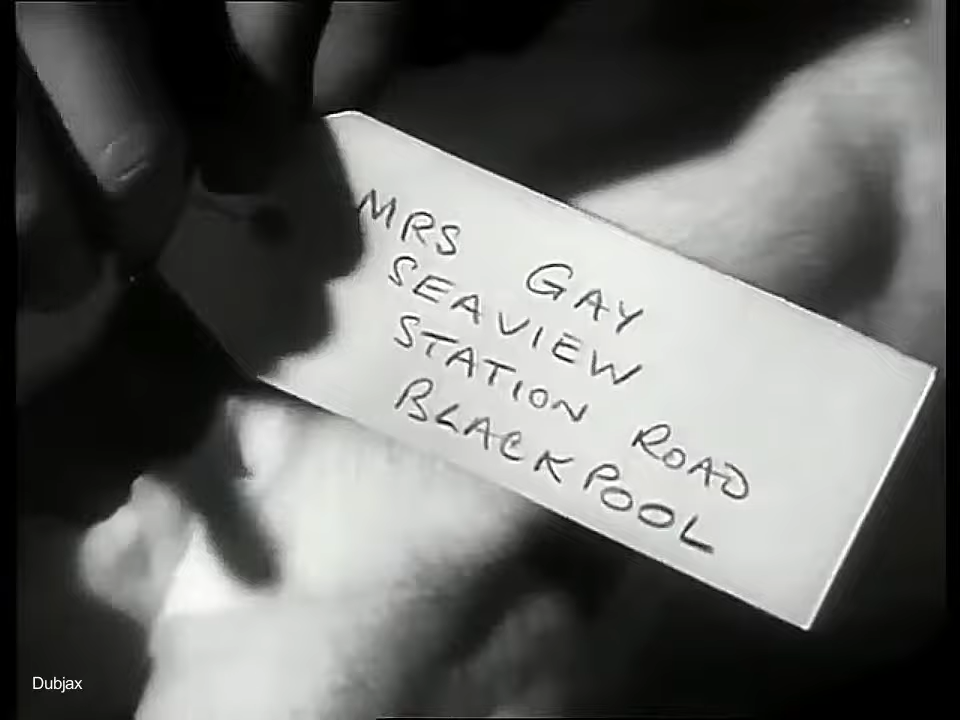 MRS GAY
SEAVIEW
STATION ROAD
BLACKPOOL
Dubjax